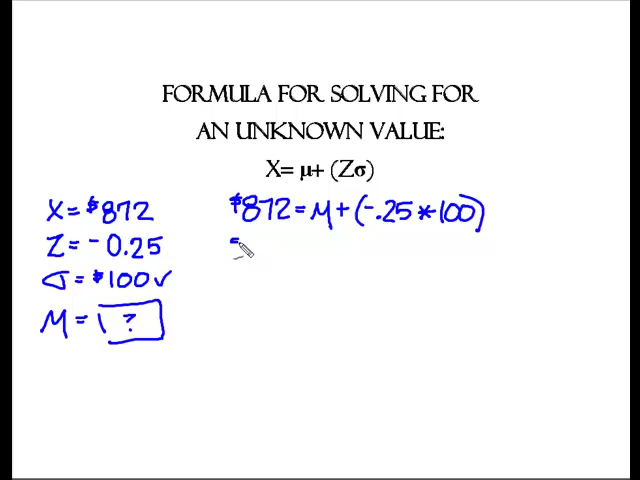 FORMULA FOR SOLVING FOR
AN UNKNOWN VALUE:
X= μ+ (Zσ)
X = $872
$872 = M + (-.25 * 100)
Z = -0.25
=
σ = $100 ✓
M = ?